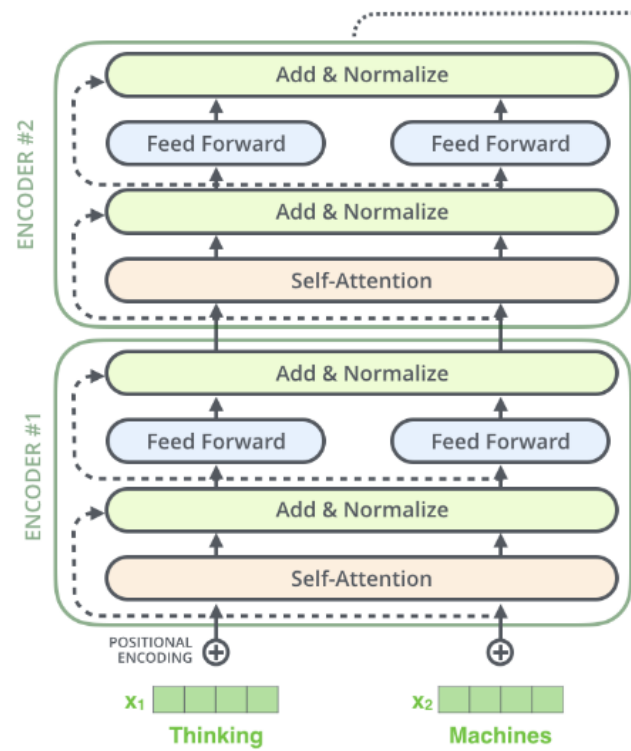 ENCODER #2
Add & Normalize
Feed Forward
Feed Forward
Add & Normalize
Self-Attention
ENCODER #1
Add & Normalize
Feed Forward
Feed Forward
Add & Normalize
Self-Attention
POSITIONAL
ENCODING
x1
x2
Thinking
Machines